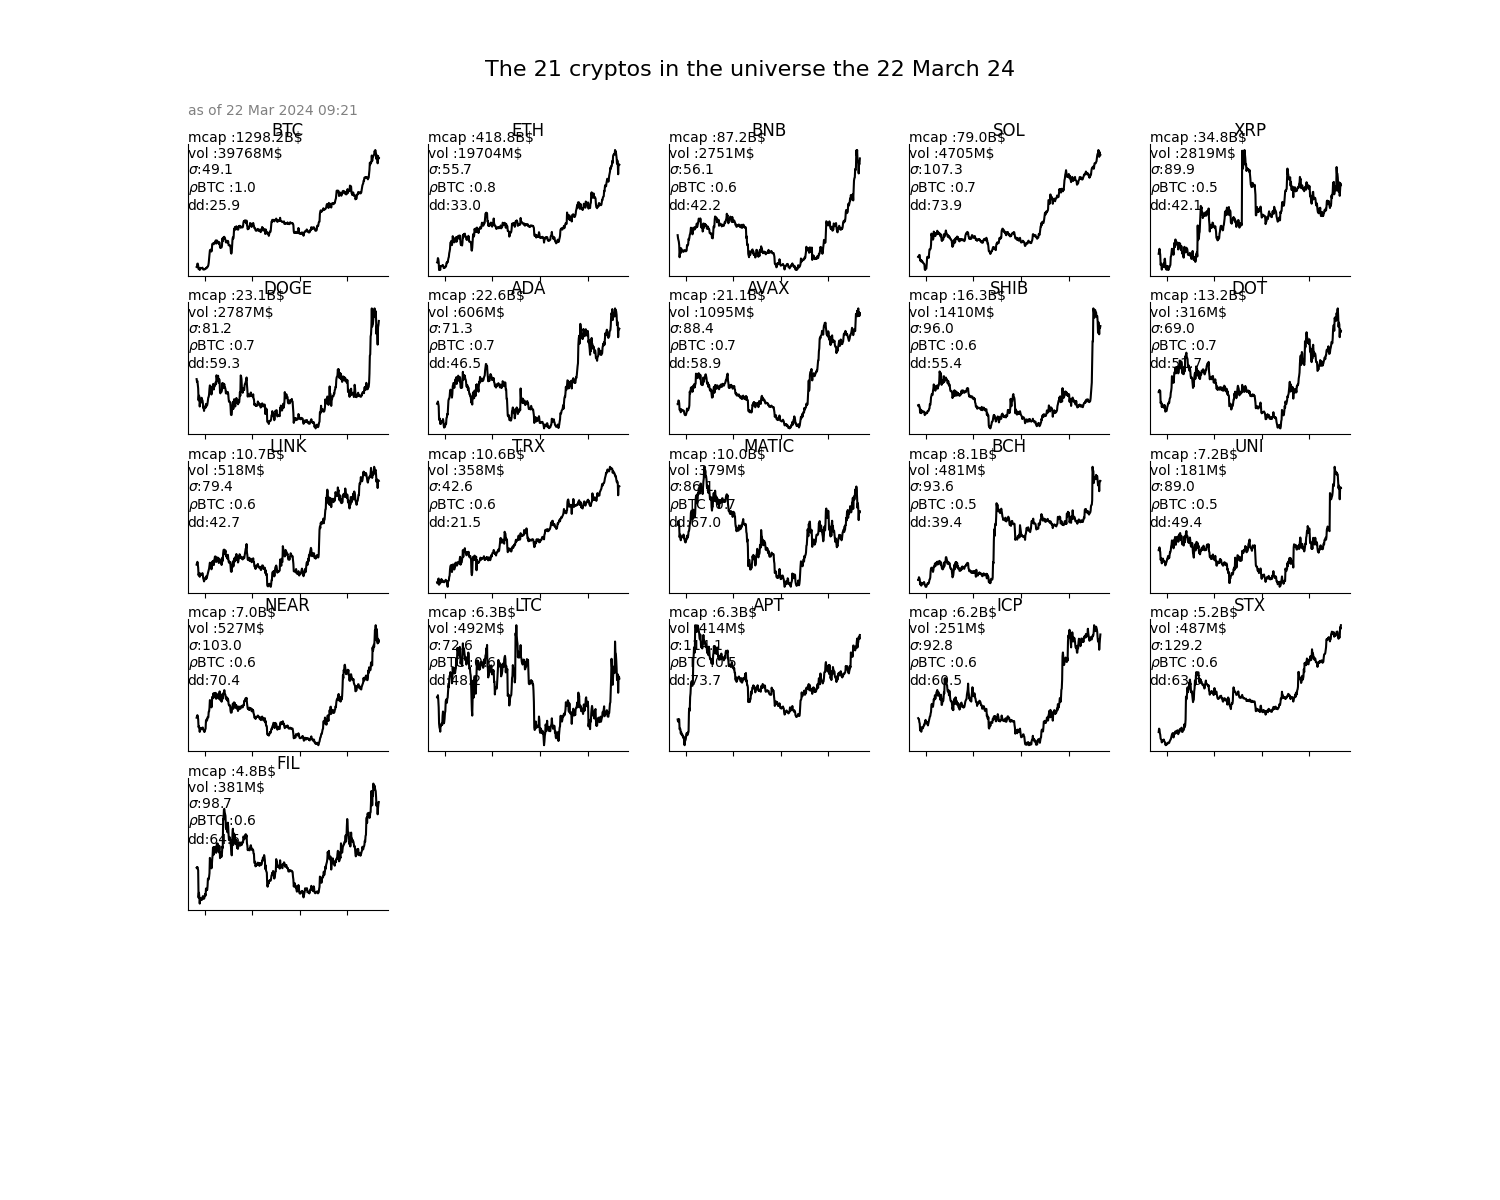 The 21 cryptos in the universe the 22 March 24
as of 22 Mar 2024 09:21
BTC
mcap :1298.2B$
vol :39768M$
σ:49.1
ρBTC :1.0
dd:25.9
ETH
mcap :418.8B$
vol :19704M$
σ:55.7
ρBTC :0.8
dd:33.0
BNB
mcap :87.2B$
vol :2751M$
σ:56.1
ρBTC :0.6
dd:42.2
SOL
mcap :79.0B$
vol :4705M$
σ:107.3
ρBTC :0.7
dd:73.9
XRP
mcap :34.8B$
vol :2819M$
σ:89.9
ρBTC :0.5
dd:42.1
DOGE
mcap :23.1B$
vol :2787M$
σ:81.2
ρBTC :0.7
dd:59.3
ADA
mcap :22.6B$
vol :606M$
σ:71.3
ρBTC :0.7
dd:46.5
AVAX
mcap :21.1B$
vol :1095M$
σ:88.4
ρBTC :0.7
dd:58.9
SHIB
mcap :16.3B$
vol :1410M$
σ:96.0
ρBTC :0.6
dd:55.4
DOT
mcap :13.2B$
vol :316M$
σ:69.0
ρBTC :0.7
LINK
mcap :10.7B$
vol :518M$
σ:79.4
ρBTC :0.6
dd:42.7
TRX
mcap :10.6B$
vol :358M$
σ:42.6
ρBTC :0.6
dd:21.5
MATIC
mcap :10.0B$
vol :379M$
ρBTC :0.7
dd:67.0
BCH
mcap :8.1B$
vol :481M$
σ:93.6
ρBTC :0.5
dd:39.4
UNI
mcap :7.2B$
vol :181M$
σ:89.0
ρBTC :0.5
dd:49.4
NEAR
mcap :7.0B$
vol :527M$
σ:103.0
ρBTC :0.6
dd:70.4
LTC
mcap :6.3B$
vol :492M$
σ:72.6
ρBTC :0.6
APT
mcap :6.3B$
vol :414M$
ρBTC :0.5
dd:73.7
ICP
mcap :6.2B$
vol :251M$
σ:92.8
ρBTC :0.6
dd:60.5
STX
mcap :5.2B$
vol :487M$
σ:129.2
ρBTC :0.6
FIL
mcap :4.8B$
vol :381M$
σ:98.7
ρBTC :0.6